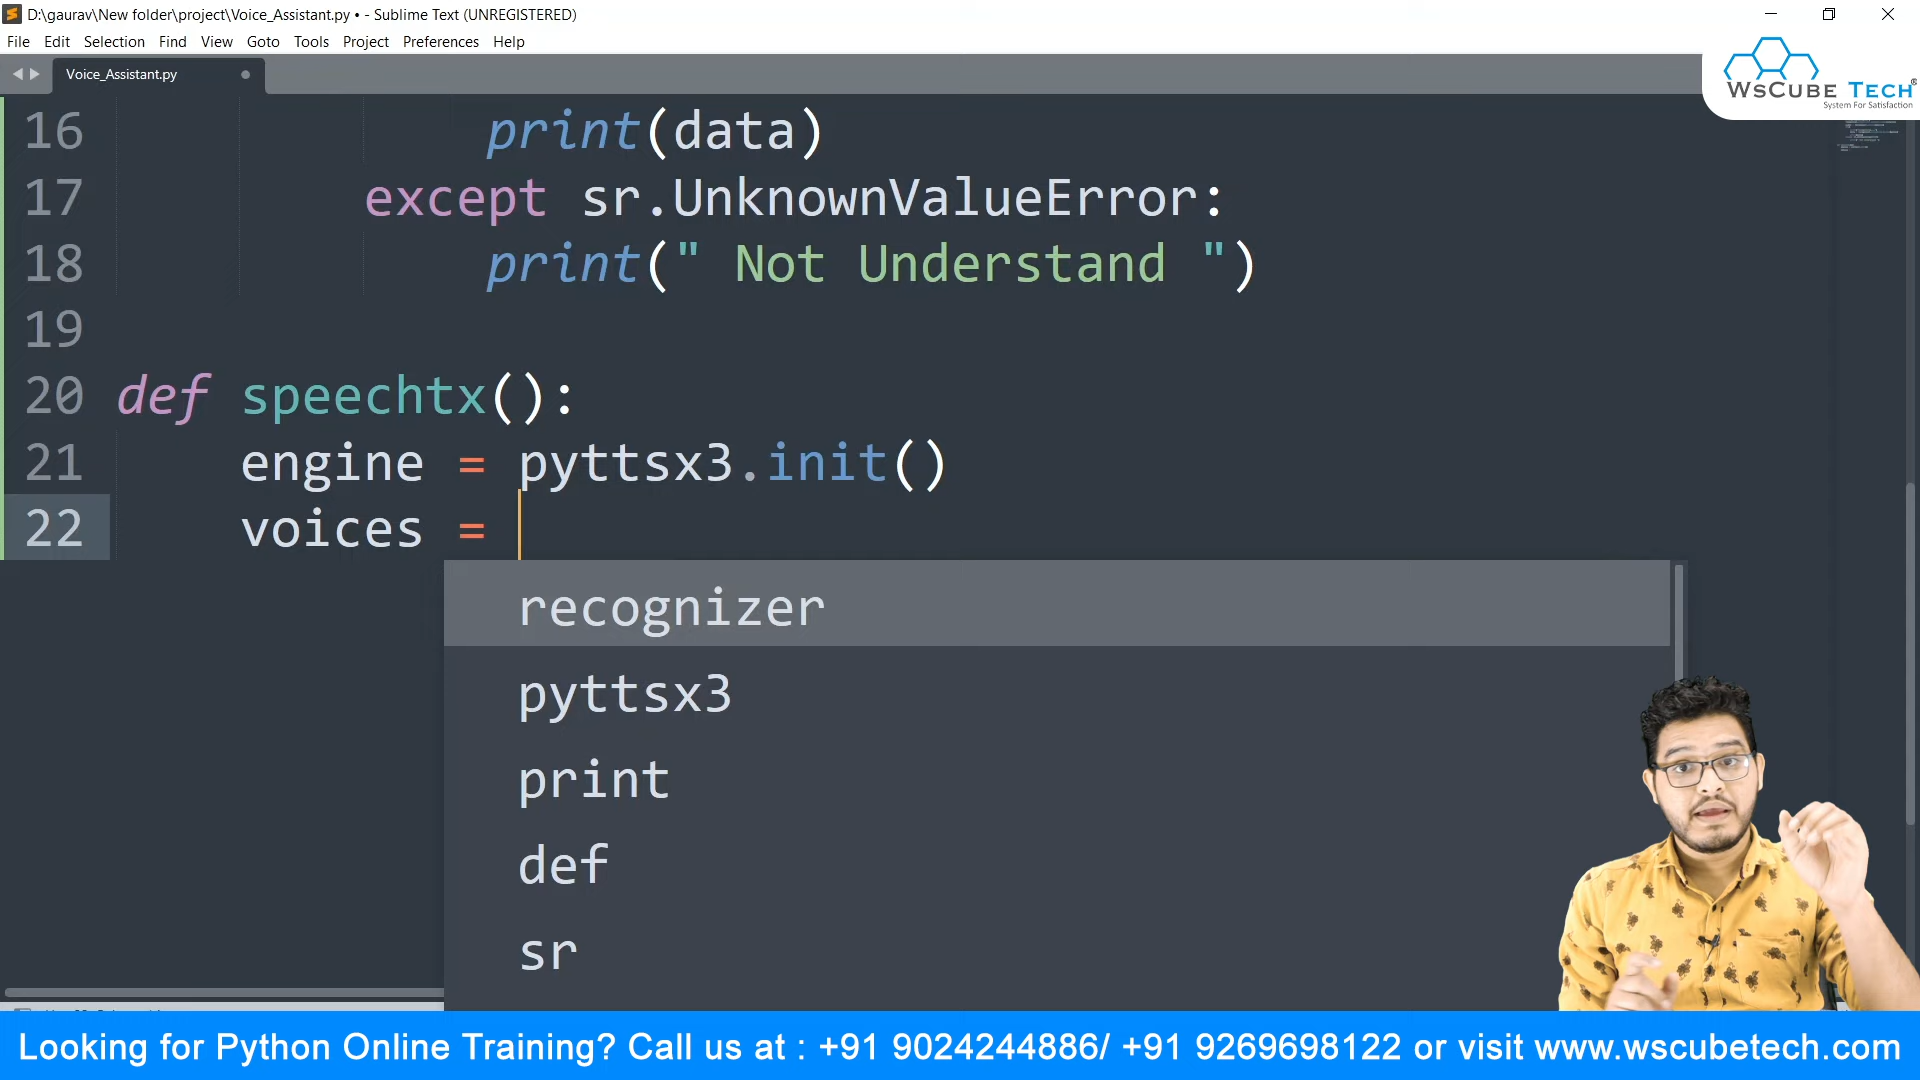 D:\gaurav\New folder\project\Voice_Assistant.py • - Sublime Text (UNREGISTERED)
File Edit Selection Find View Goto Tools Project Preferences Help
Voice_Assistant.py
WsCube Tech®
System For Satisfaction
16 print(data)
17 except sr.UnknownValueError:
18 print(" Not Understand ")
19
20 def speechtx():
21 engine = pyttsx3.init()
22 voices =
recognizer
pyttsx3
print
def
sr
Looking for Python Online Training? Call us at : +91 9024244886/ +91 9269698122 or visit www.wscubetech.com